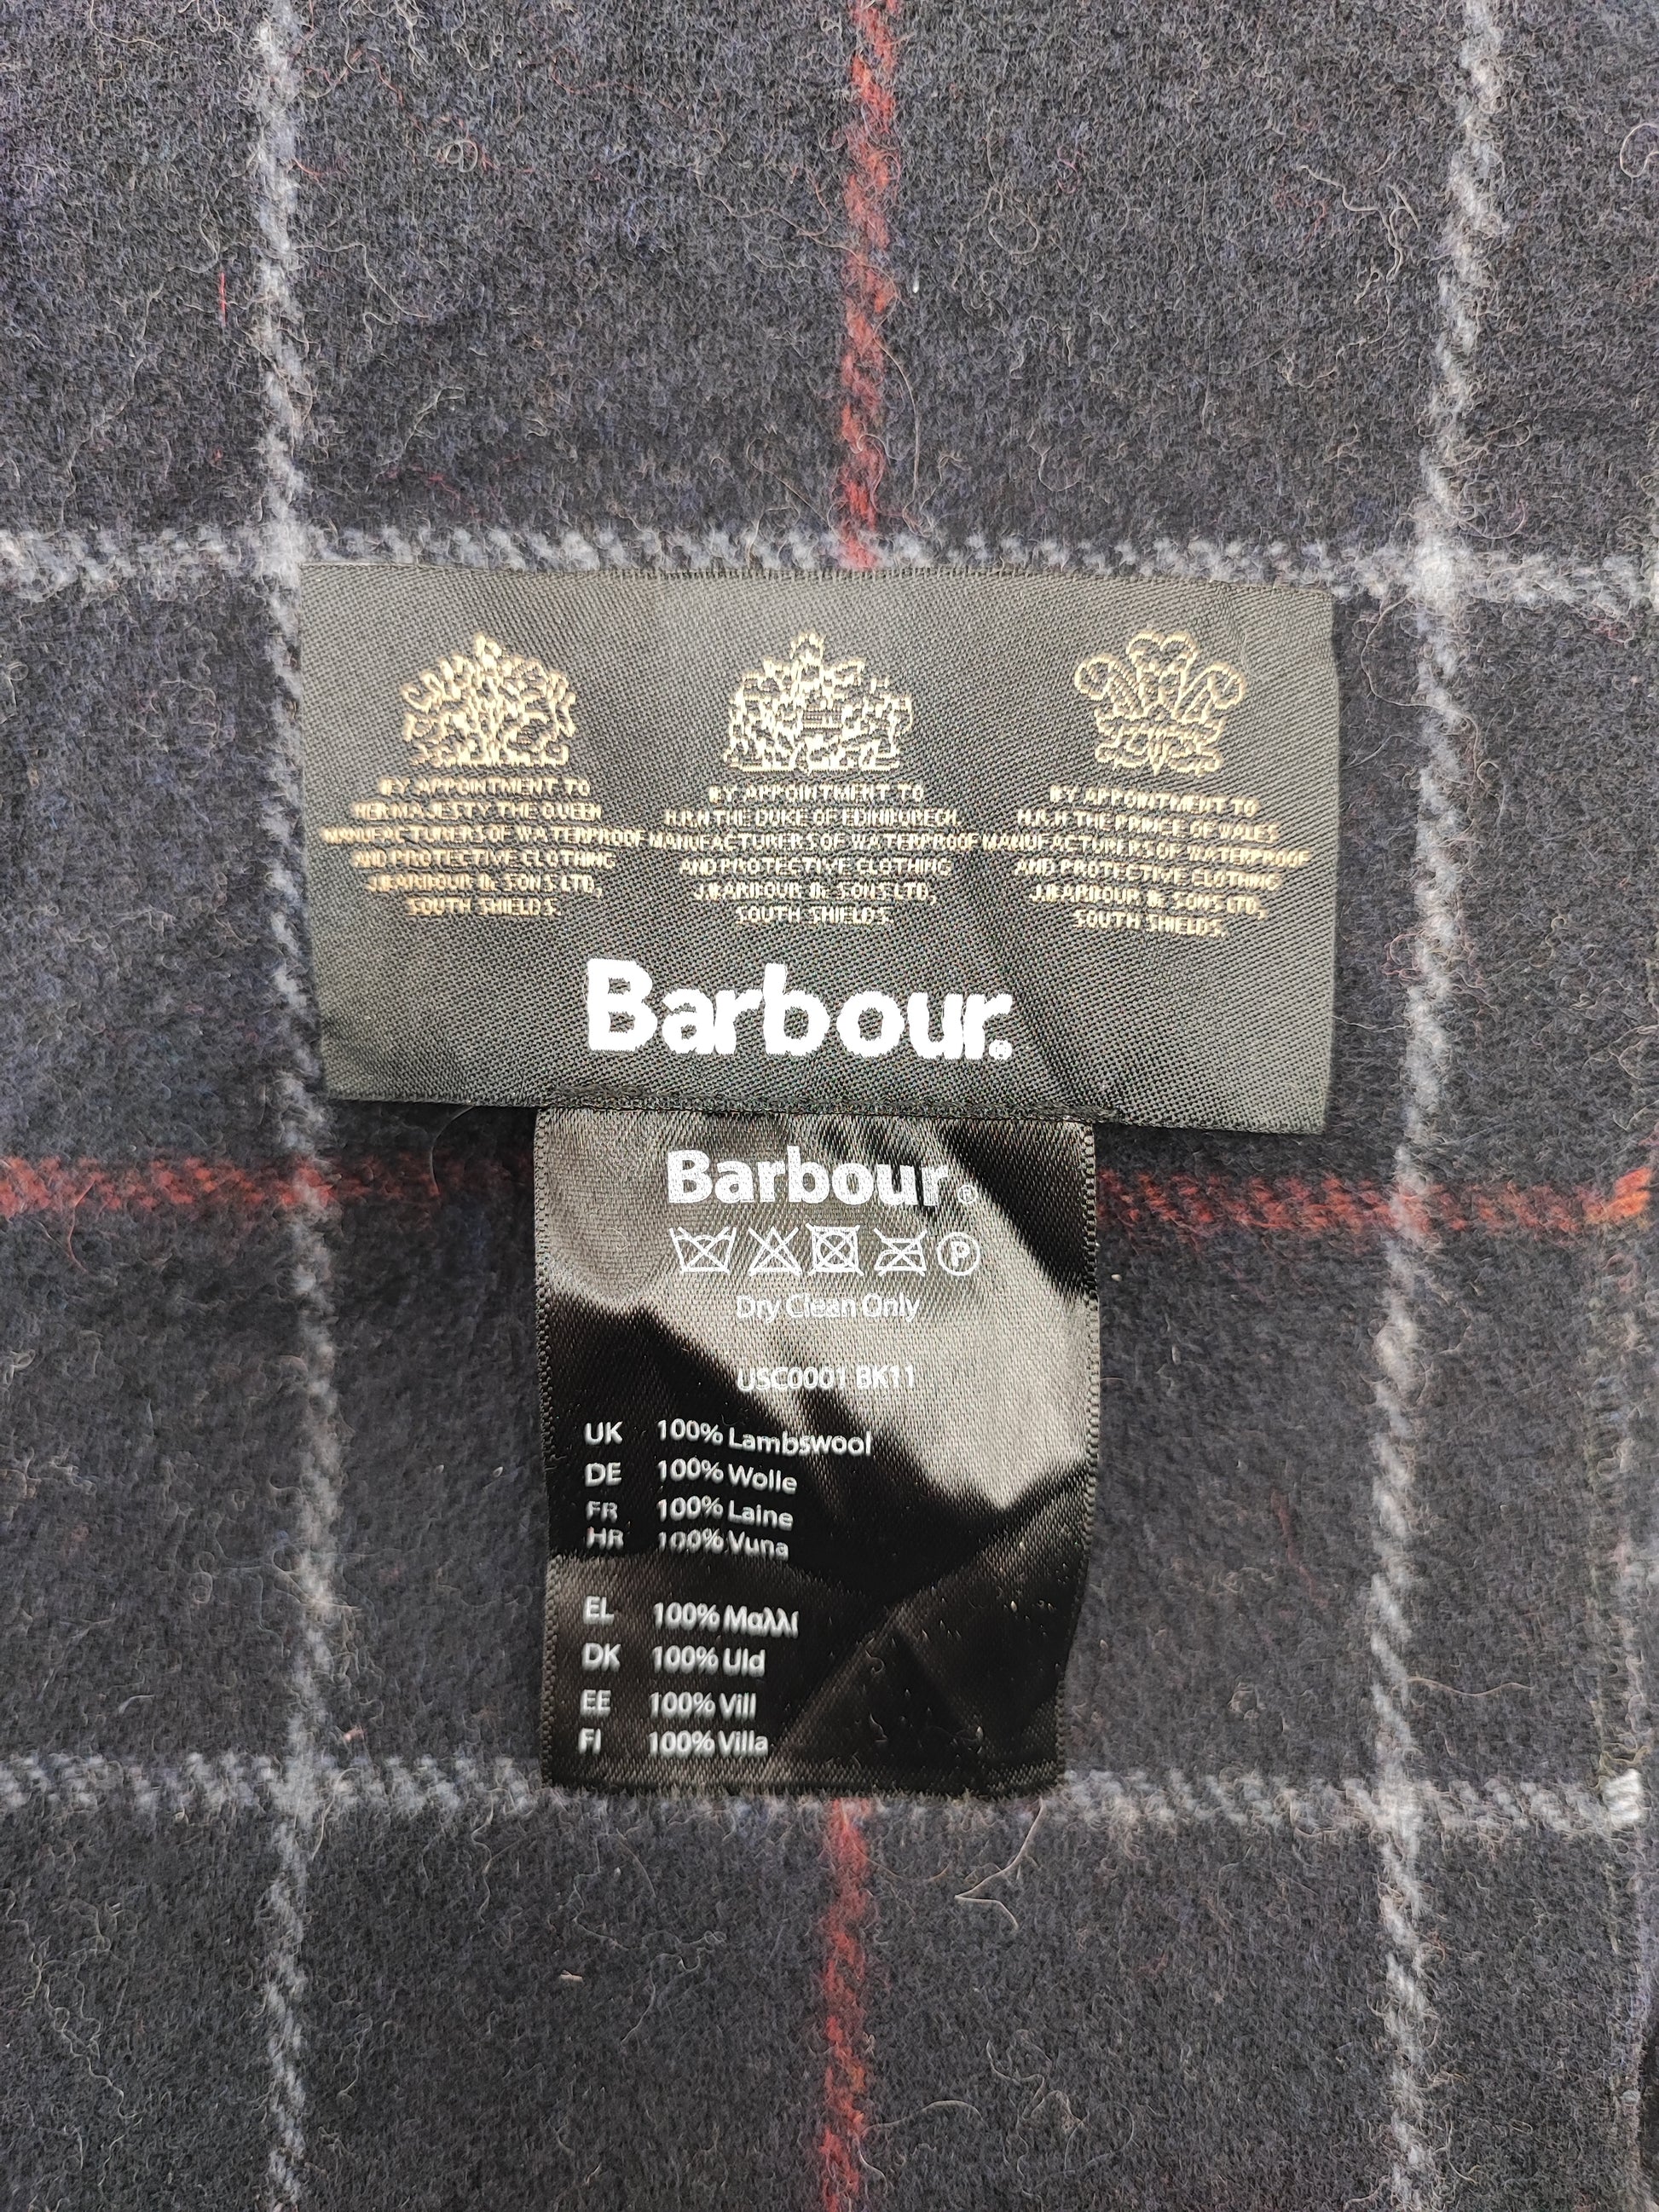 BY APPOINTMENT TO
HER MAJESTY THE QUEEN
MANUFACTURERS OF WATERPROOF
AND PROTECTIVE CLOTHING
J.BARBOUR & SONS LTD,
SOUTH SHIELDS.
BY APPOINTMENT TO
H.R.H THE DUKE OF EDINBURGH
MANUFACTURERS OF WATERPROOF
AND PROTECTIVE CLOTHING
J.BARBOUR & SONS LTD,
SOUTH SHIELDS.
BY APPOINTMENT TO
H.R.H THE PRINCE OF WALES
MANUFACTURERS OF WATERPROOF
AND PROTECTIVE CLOTHING
J.BARBOUR & SONS LTD,
SOUTH SHIELDS.
Barbour®
Barbour®
P
Dry Clean Only
USC0001 BK11
UK 100% Lambswool
DE 100% Wolle
FR 100% Laine
HR 100% Vuna
EL 100% Μαλλί
DK 100% Uld
EE 100% Vill
FI 100% Villa